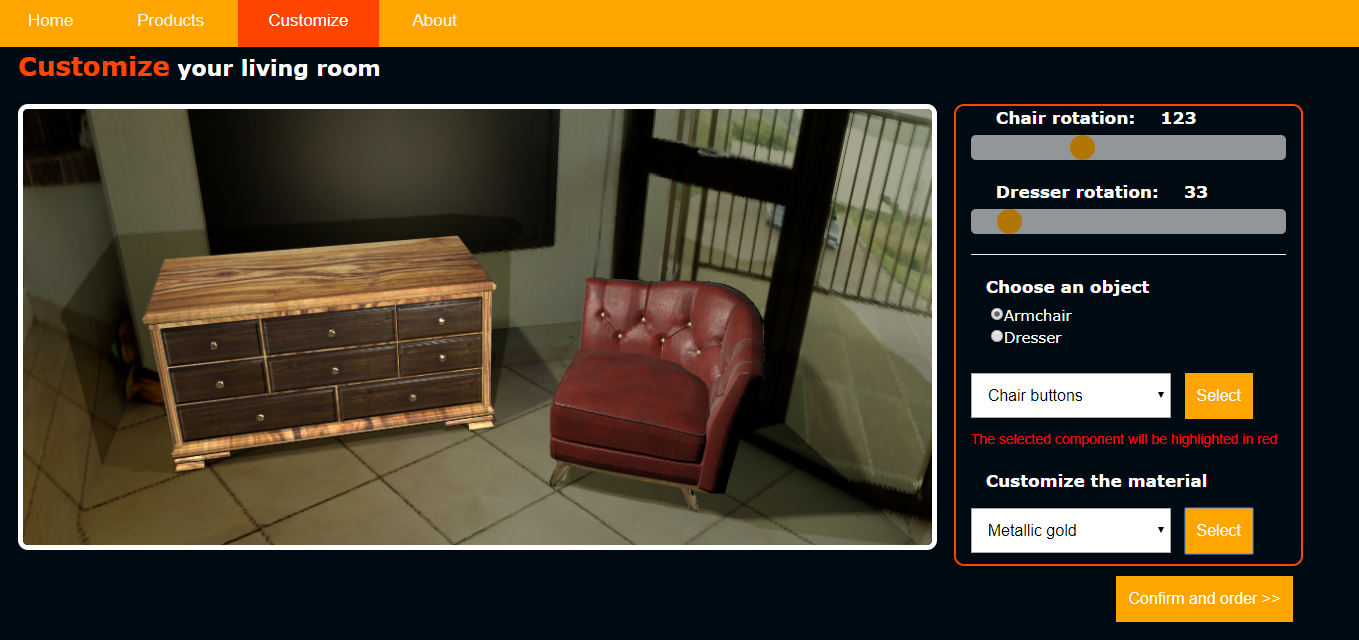 Home Products Customize About
Customize your living room
Chair rotation: 123
Dresser rotation: 33
Choose an object
Armchair
Dresser
Chair buttons Select
The selected component will be highlighted in red
Customize the material
Metallic gold Select
Confirm and order >>